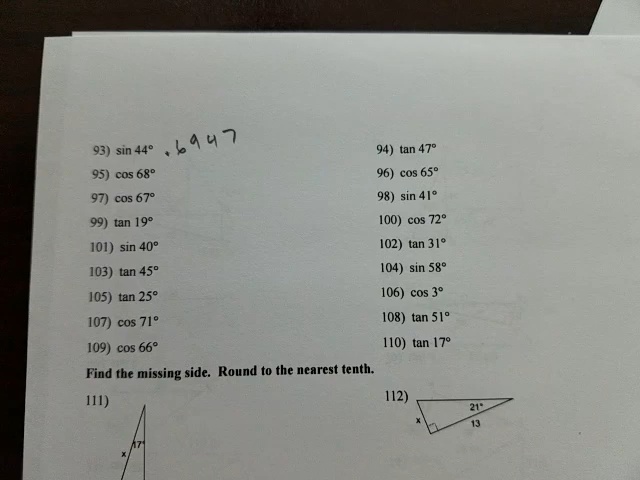 93) sin 44° .6947
94) tan 47°
95) cos 68°
96) cos 65°
97) cos 67°
98) sin 41°
99) tan 19°
100) cos 72°
101) sin 40°
102) tan 31°
103) tan 45°
104) sin 58°
105) tan 25°
106) cos 3°
107) cos 71°
108) tan 51°
109) cos 66°
110) tan 17°
Find the missing side. Round to the nearest tenth.
111)
17°
x
112)
21°
x
13